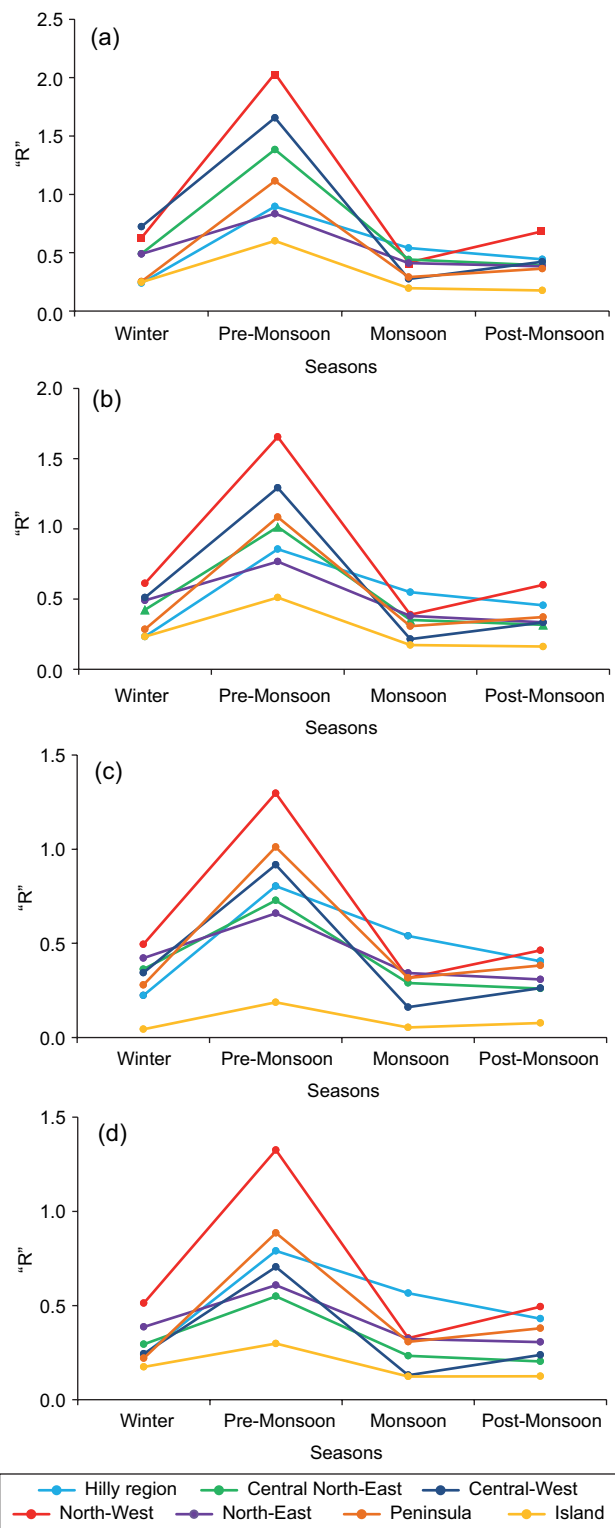 (a)
2.5
2.0
1.5
1.0
0.5
0.0
"R"
Winter Pre-Monsoon Monsoon Post-Monsoon
Seasons
(b)
2.0
1.5
1.0
0.5
0.0
"R"
Winter Pre-Monsoon Monsoon Post-Monsoon
Seasons
(c)
1.5
1.0
0.5
0.0
"R"
Winter Pre-Monsoon Monsoon Post-Monsoon
Seasons
(d)
1.5
1.0
0.5
0.0
"R"
Winter Pre-Monsoon Monsoon Post-Monsoon
Seasons
Hilly region Central North-East Central-West
North-West North-East Peninsula Island